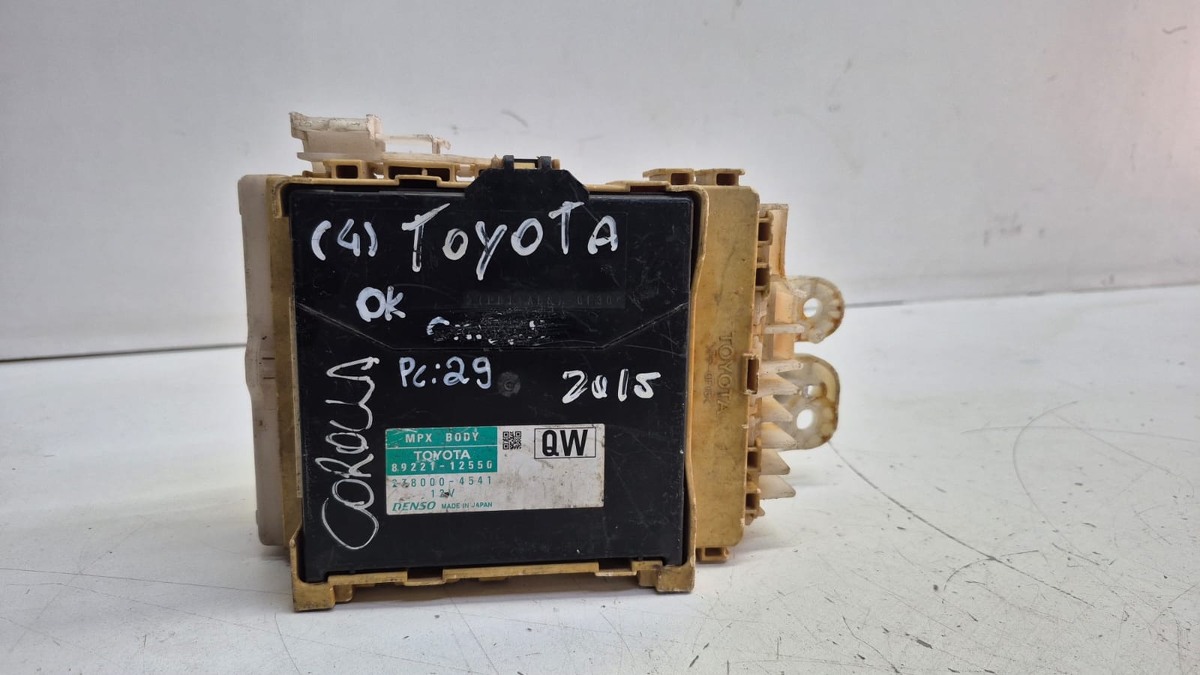 (4) TOYOTA
OK
PC:29
2015
COROLLA
MPX BODY
QW
TOYOTA
89221-12550
278000-4541
12V
DENSO MADE IN JAPAN
TOYOTA